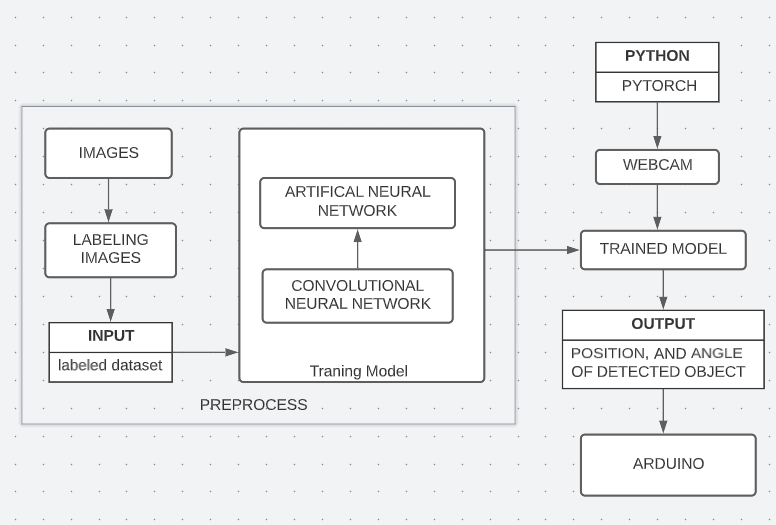 IMAGES
LABELING
IMAGES
INPUT
labeled dataset
ARTIFICAL NEURAL
NETWORK
CONVOLUTIONAL
NEURAL NETWORK
Traning Model
PREPROCESS
PYTHON
PYTORCH
WEBCAM
TRAINED MODEL
OUTPUT
POSITION, AND ANGLE
OF DETECTED OBJECT
ARDUINO